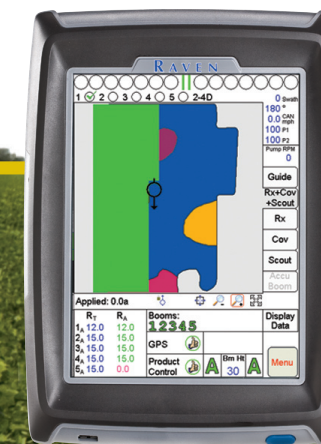 RAVEN
1 2 3 4 5 2-4D
0 Swath
180 °
0.0 CAN mph
100 P1
100 P2
Pump RPM
0
Guide
Rx+Cov
+Scout
Rx
Cov
Scout
Accu
Boom
Applied: 0.0a
RT RA Booms:
12345
Display
Data
1A 12.0 12.0
2A 15.0 15.0
GPS
3A 15.0 15.0
4A 15.0 15.0
5A 15.0 0.0
Product
Control
A
Bm Ht
30
A
Menu